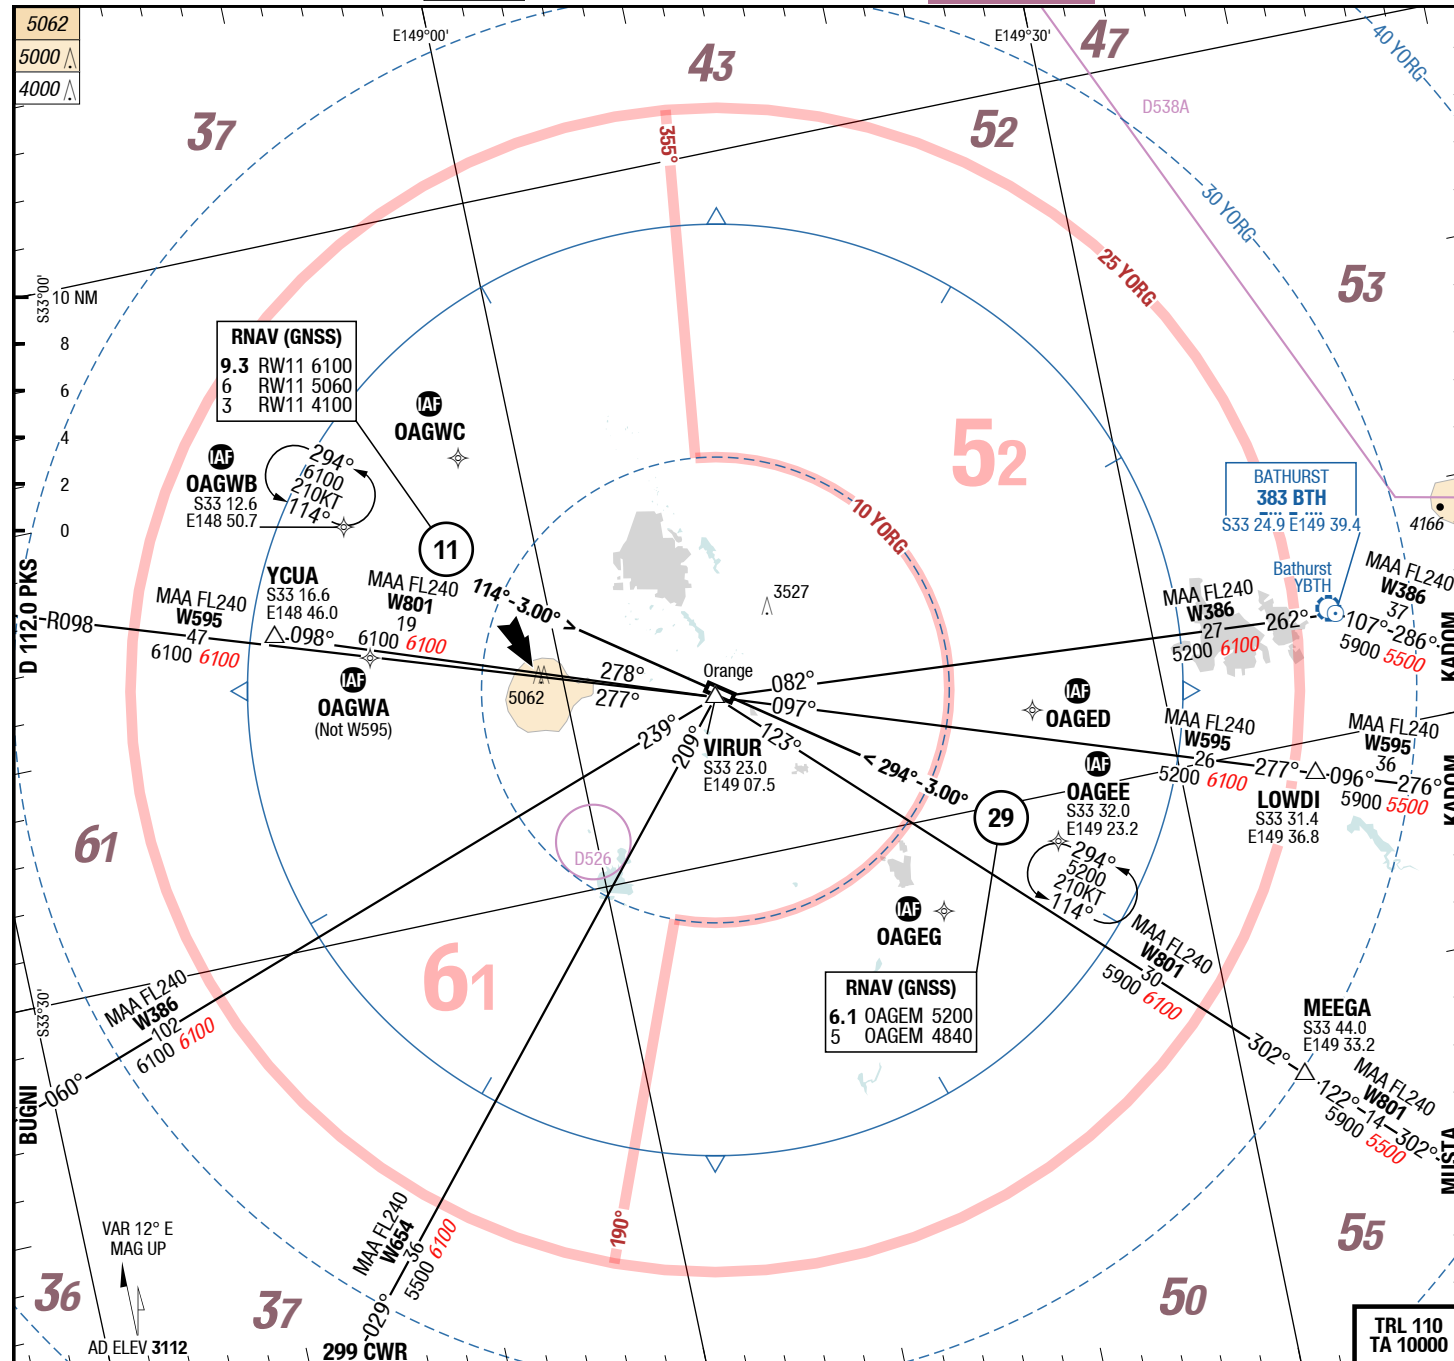 5062
5000
4000
E149°00'
E149°30'
43
47
40 YORG
D538A
37
52
355°
30 YORG
25 YORG
53
S33°00'
10 NM
8
6
4
2
0
RNAV (GNSS)
9.3 RW11 6100
6 RW11 5060
3 RW11 4100
IAF
OAGWC
IAF
OAGWB
S33 12.6
E148 50.7
294°
6100
210KT
114°
11
52
10 YORG
BATHURST
383 BTH
S33 24.9 E149 39.4
4166
Bathurst
YBTH
MAA FL240
W386
37
107°-286°
5900 5500
KADOM
D 112.0 PKS
R098
MAA FL240
W595
47
6100 6100
YCUA
S33 16.6
E148 46.0
098°
MAA FL240
W801
19
6100 6100
114°-3.00° >
3527
MAA FL240
W386
27
262°
5200 6100
IAF
OAGWA
(Not W595)
5062
278°
277°
Orange
082°
097°
IAF
OAGED
239°
209°
VIRUR
S33 23.0
E149 07.5
123°
< 294°-3.00°
MAA FL240
W595
26
277°
5200 6100
MAA FL240
W595
36
096°
276°
5900 5500
KADOM
IAF
OAGEE
S33 32.0
E149 23.2
LOWDI
S33 31.4
E149 36.8
29
294°
5200
210KT
114°
61
D526
IAF
OAGEG
61
RNAV (GNSS)
6.1 OAGEM 5200
5 OAGEM 4840
MAA FL240
W801
30
5900 6100
S33°30'
MAA FL240
W386
102
6100 6100
060°
BUGNI
302°
MEEGA
S33 44.0
E149 33.2
MAA FL240
W801
122°-14-302°
5900 5500
MUSTA
190°
MAA FL240
W654
36
5500 6100
029°
299 CWR
VAR 12° E
MAG UP
AD ELEV 3112
36
37
50
55
TRL 110
TA 10000